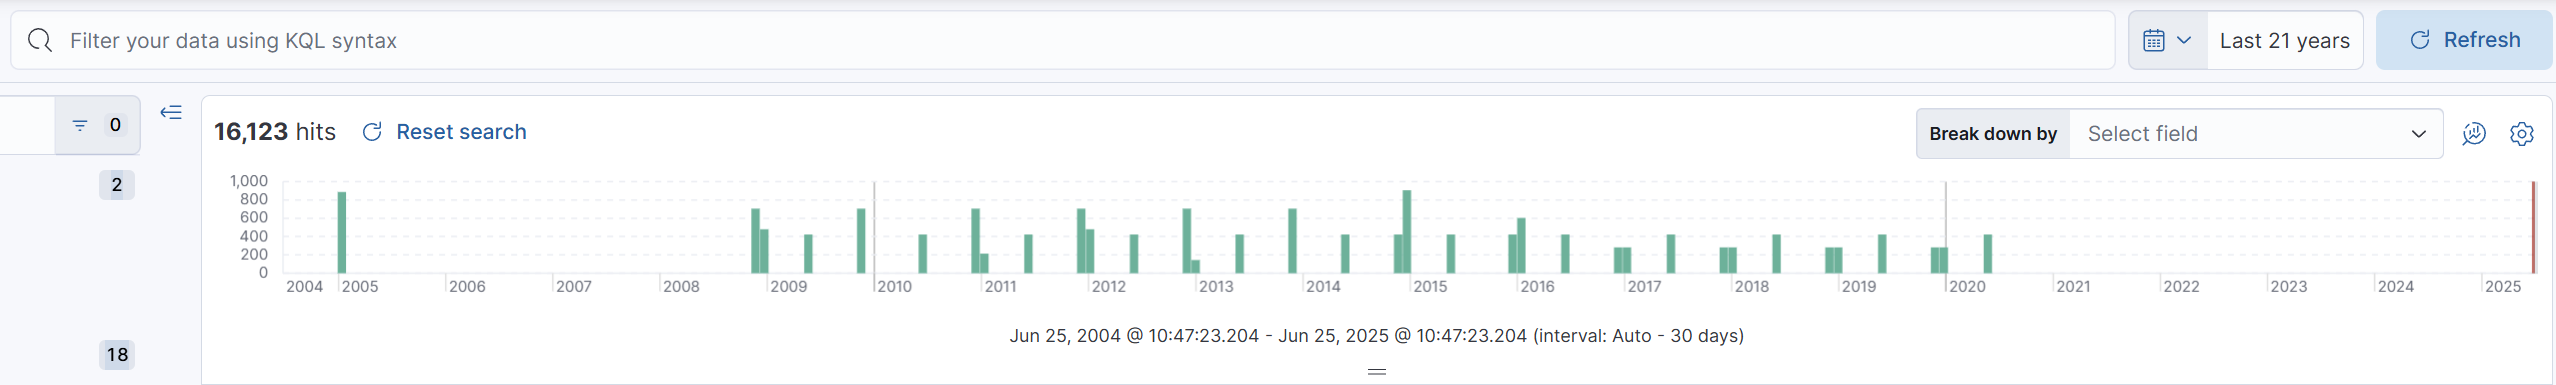 Filter your data using KQL syntax
Last 21 years
Refresh
0
16,123 hits
Reset search
Break down by
Select field
2
1,000
800
600
400
200
0
2004 2005 2006 2007 2008 2009 2010 2011 2012 2013 2014 2015 2016 2017 2018 2019 2020 2021 2022 2023 2024 2025
Jun 25, 2004 @ 10:47:23.204 - Jun 25, 2025 @ 10:47:23.204 (interval: Auto - 30 days)
18